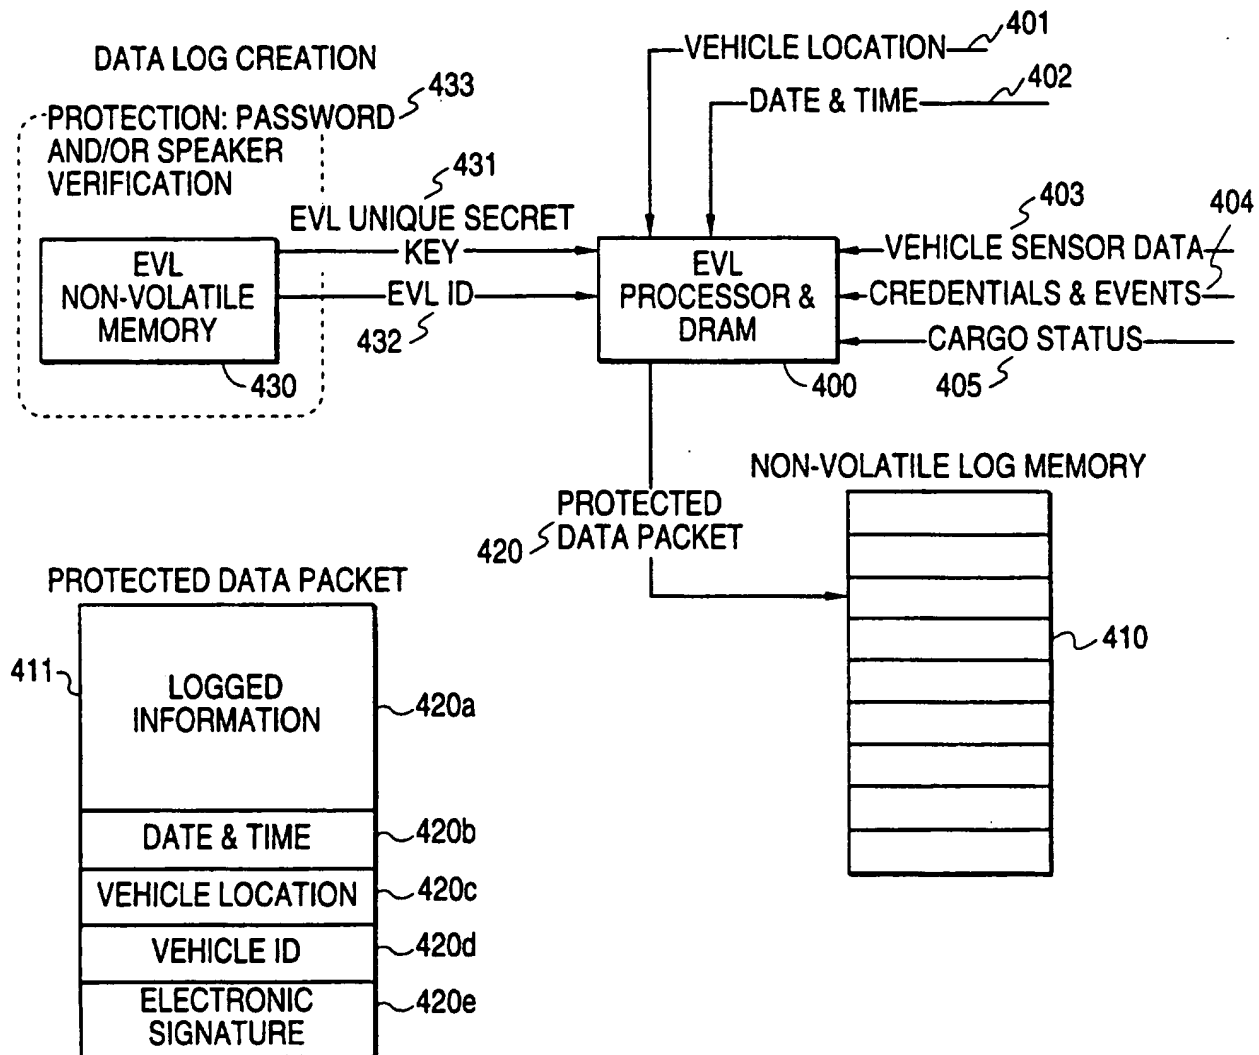 DATA LOG CREATION
PROTECTION: PASSWORD
AND/OR SPEAKER
VERIFICATION
433
VEHICLE LOCATION
401
DATE & TIME
402
431
EVL UNIQUE SECRET
KEY
EVL ID
432
EVL
NON-VOLATILE
MEMORY
430
EVL
PROCESSOR &
DRAM
400
403
404
VEHICLE SENSOR DATA
CREDENTIALS & EVENTS
CARGO STATUS
405
PROTECTED
DATA PACKET
420
NON-VOLATILE LOG MEMORY
410
PROTECTED DATA PACKET
411
LOGGED
INFORMATION
420a
DATE & TIME
420b
VEHICLE LOCATION
420c
VEHICLE ID
420d
ELECTRONIC
SIGNATURE
420e